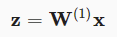 z = W⁽¹⁾x